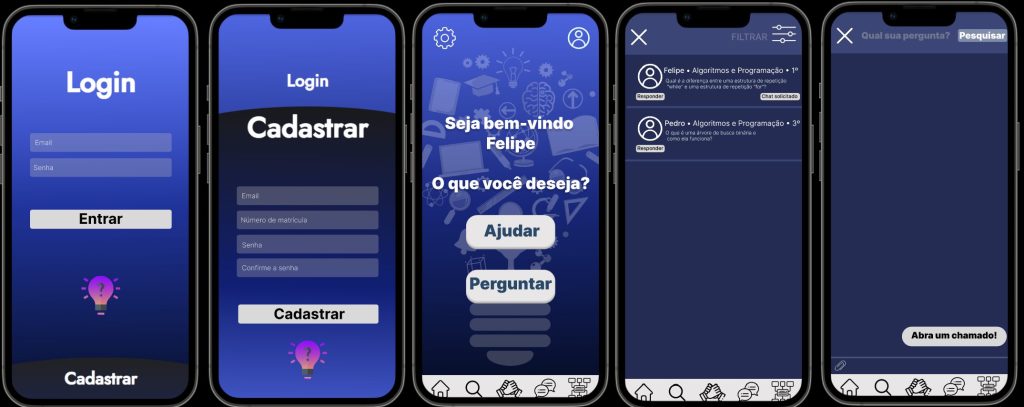 Login
Email
Senha
Entrar
Cadastrar
Login
Cadastrar
Email
Número de matrícula
Senha
Confirme a senha
Cadastrar
Seja bem-vindo
Felipe
O que você deseja?
Ajudar
Perguntar
FILTRAR
Felipe • Algoritmos e Programação • 1º
Qual é a diferença entre uma estrutura de repetição
"while" e uma estrutura de repetição "for"?
Responder
Chat solicitado
Pedro • Algoritmos e Programação • 3º
O que é uma árvore de busca binária e
como ela funciona?
Responder
Qual sua pergunta?
Pesquisar
Abra um chamado!